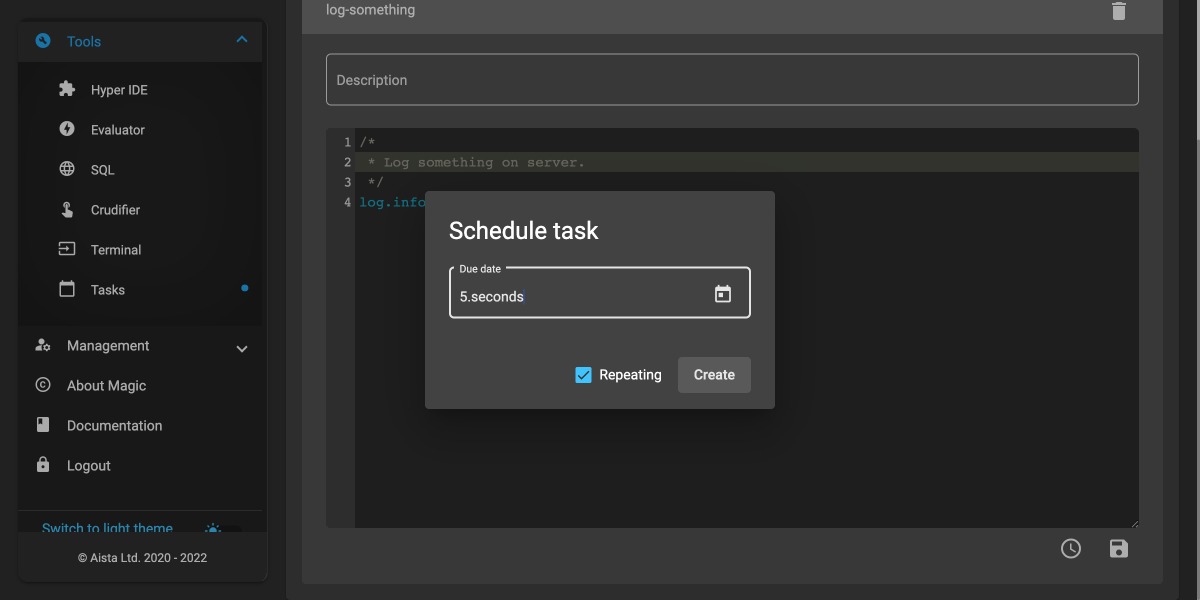 Tools
Hyper IDE
Evaluator
SQL
Crudifier
Terminal
Tasks
Management
About Magic
Documentation
Logout
Switch to light theme
© Aista Ltd. 2020 - 2022
log-something
Description
1 /*
2 * Log something on server.
3 */
4 log.info
Schedule task
Due date
5.seconds
Repeating
Create